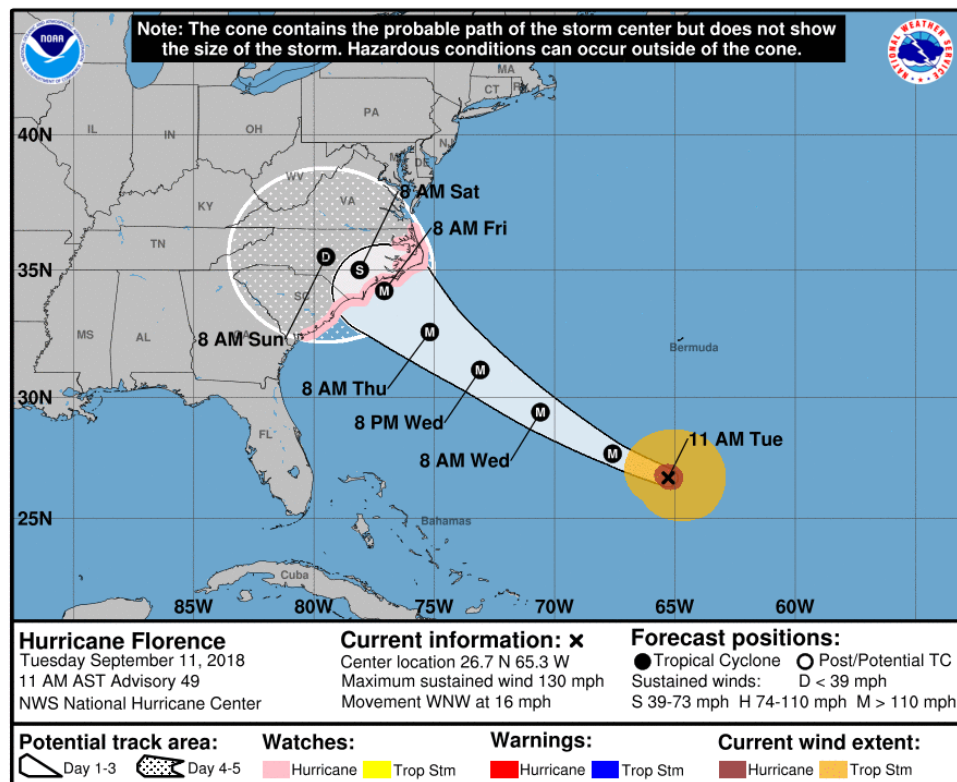 Note: The cone contains the probable path of the storm center but does not show
the size of the storm. Hazardous conditions can occur outside of the cone.
NOAA
NATIONAL WEATHER SERVICE
MA
CT
RI
PA
NJ
OH
IN
IL
40N
DE
WV
VA
KY
8 AM Sat
8 AM Fri
TN
D
S
M
35N
SC
MS
AL
GA
8 AM Sun
M
Bermuda
8 AM Thu
M
30N
8 PM Wed
M
FL
8 AM Wed
M
11 AM Tue
25N
Bahamas
Cuba
85W 80W 75W 70W 65W 60W
Hurricane Florence
Tuesday September 11, 2018
11 AM AST Advisory 49
NWS National Hurricane Center
Current information: ×
Center location 26.7 N 65.3 W
Maximum sustained wind 130 mph
Movement WNW at 16 mph
Forecast positions:
Tropical Cyclone Post/Potential TC
Sustained winds: D < 39 mph
S 39-73 mph H 74-110 mph M > 110 mph
Potential track area:
Day 1-3 Day 4-5
Watches:
Hurricane Trop Stm
Warnings:
Hurricane Trop Stm
Current wind extent:
Hurricane Trop Stm